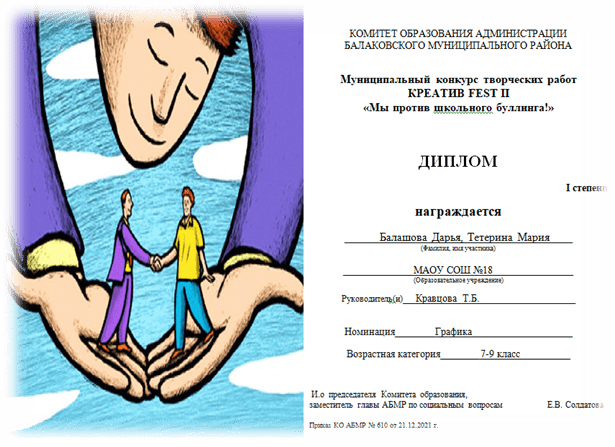 КОМИТЕТ ОБРАЗОВАНИЯ АДМИНИСТРАЦИИ
БАЛАКОВСКОГО МУНИЦИПАЛЬНОГО РАЙОНА
Муниципальный конкурс творческих работ
КРЕАТИВ FEST II
«Мы против школьного буллинга!»
ДИПЛОМ
I степени
награждается
Балашова Дарья, Тетерина Мария
(Фамилия, имя участника)
МАОУ СОШ №18
(Образовательное учреждение)
Руководитель(и) Кравцова Т.Б.
Номинация Графика
Возрастная категория 7-9 класс
И.о председателя Комитета образования,
заместитель главы АБМР по социальным вопросам Е.В. Солдатова
Приказ КО АБМР № 610 от 21.12.2021 г.